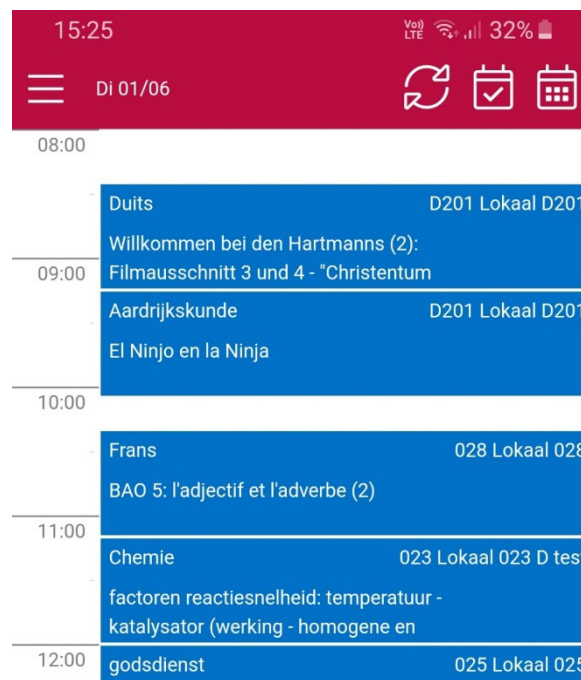 15:25 Vo)) LTE 32%
Di 01/06
08:00
Duits D201 Lokaal D201
Willkommen bei den Hartmanns (2):
Filmausschnitt 3 und 4 - "Christentum
09:00
Aardrijkskunde D201 Lokaal D201
El Ninjo en la Ninja
10:00
Frans 028 Lokaal 028
BAO 5: l'adjectif et l'adverbe (2)
11:00
Chemie 023 Lokaal 023 D test
factoren reactiesnelheid: temperatuur -
katalysator (werking - homogene en
12:00
godsdienst 025 Lokaal 025